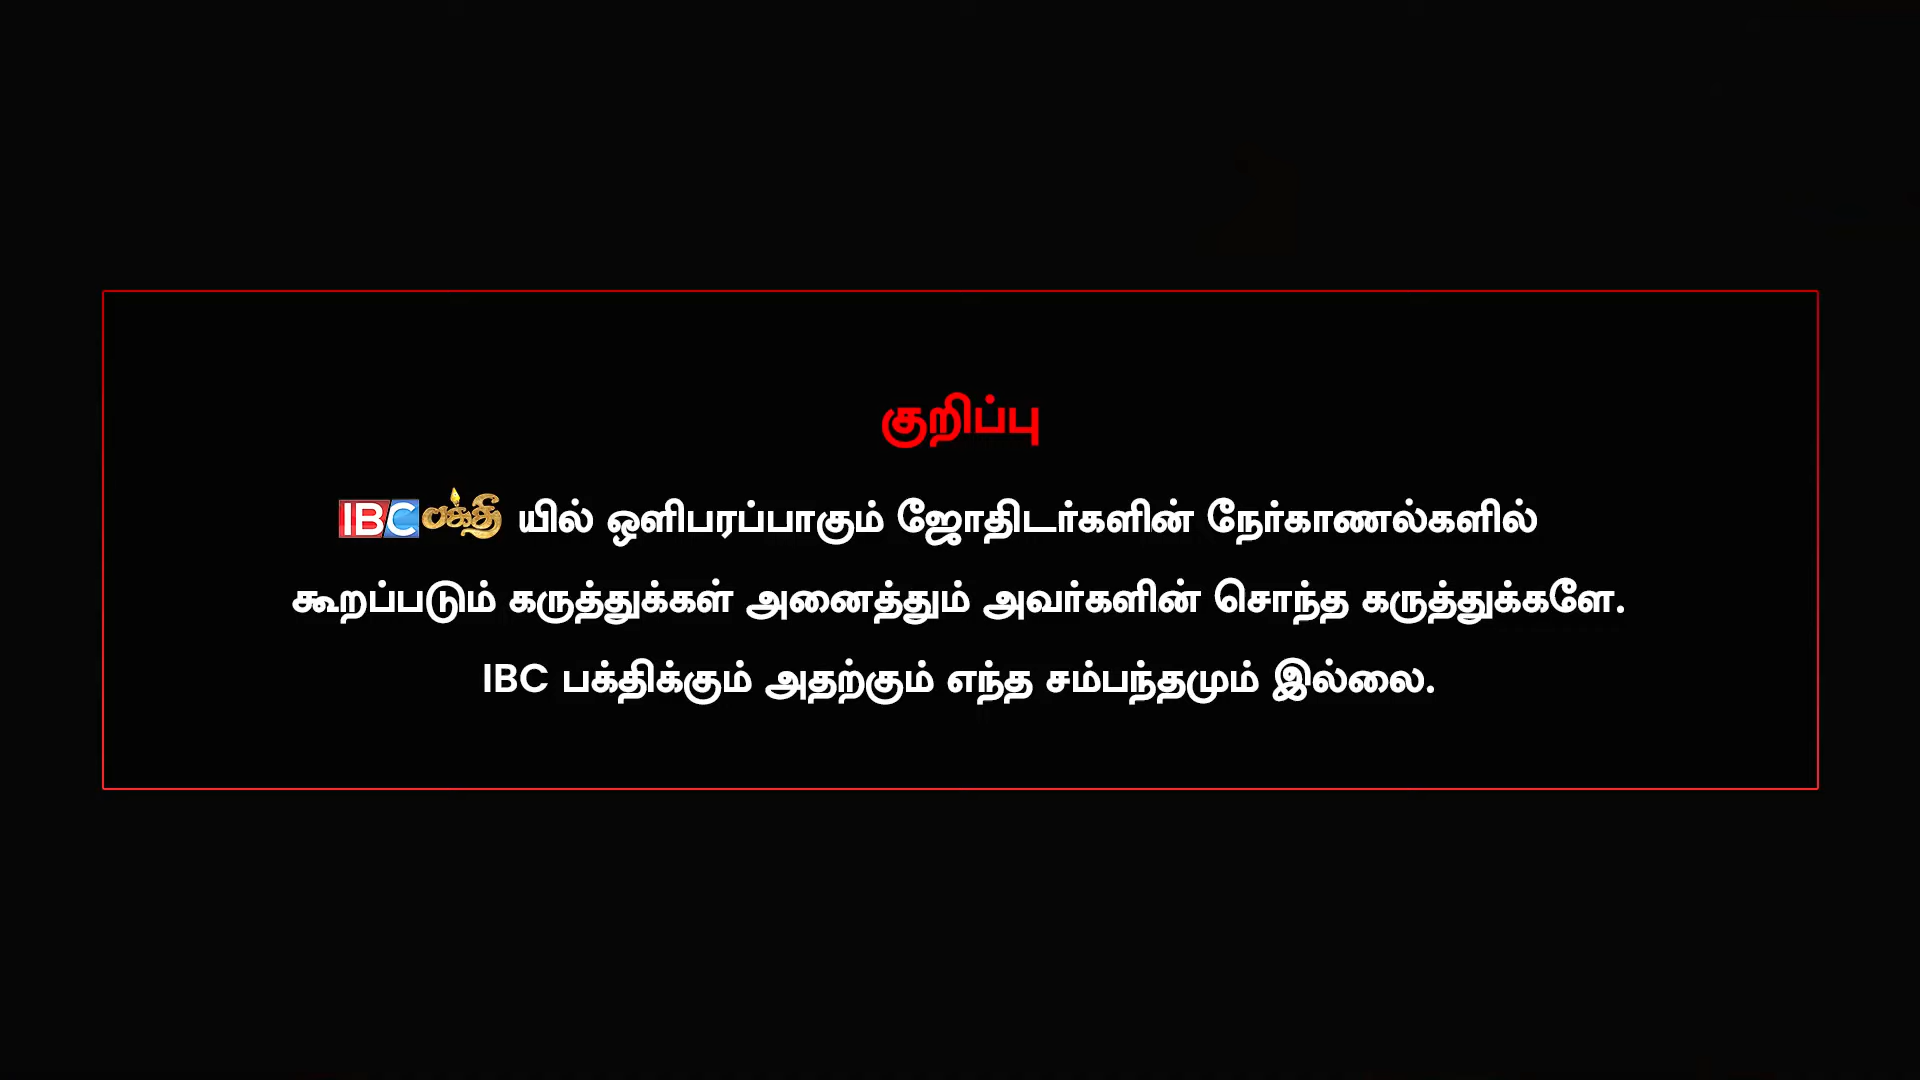 குறிப்பு
IBC பக்தி யில் ஒளிபரப்பாகும் ஜோதிடர்களின் நேர்காணல்களில்
கூறப்படும் கருத்துக்கள் அனைத்தும் அவர்களின் சொந்த கருத்துக்களே.
IBC பக்திக்கும் அதற்கும் எந்த சம்பந்தமும் இல்லை.